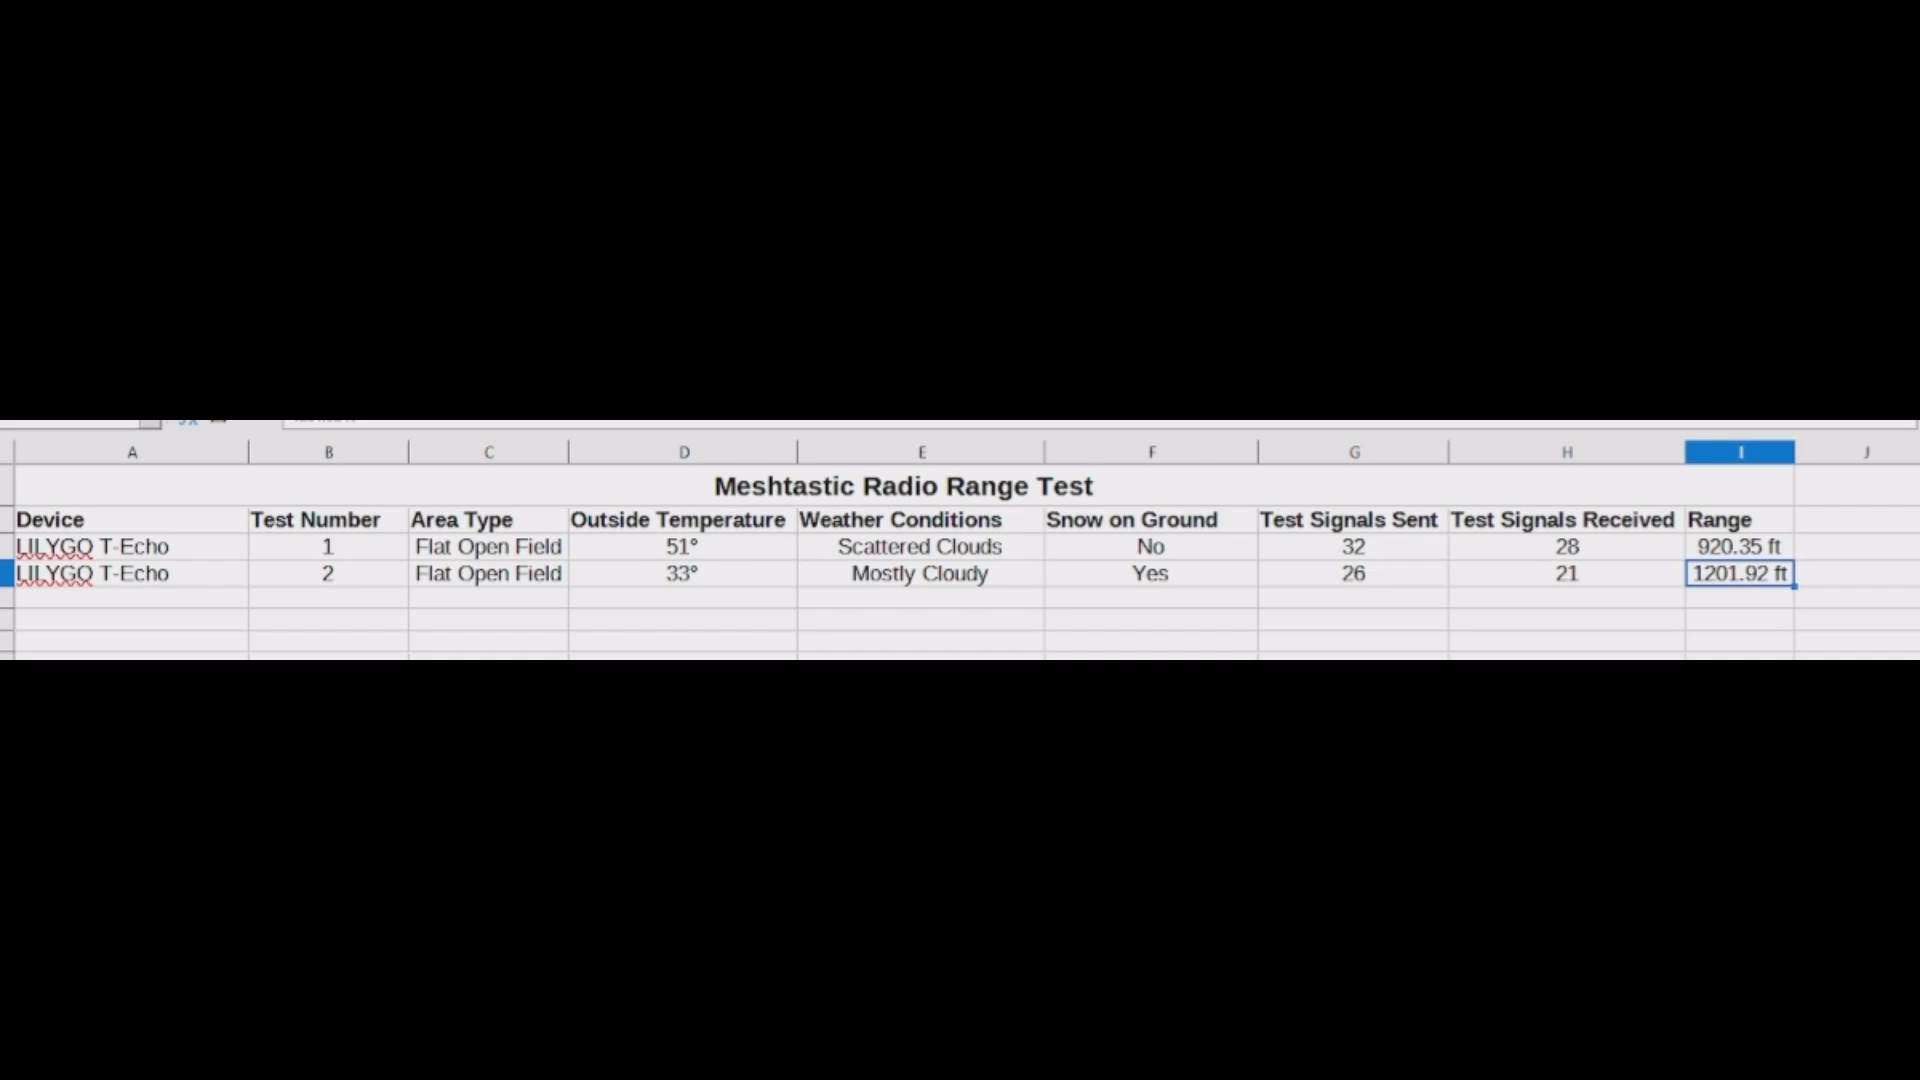 A B C D E F G H I J
Meshtastic Radio Range Test
Device Test Number Area Type Outside Temperature Weather Conditions Snow on Ground Test Signals Sent Test Signals Received Range
LILYGO T-Echo 1 Flat Open Field 51° Scattered Clouds No 32 28 920.35 ft
LILYGO T-Echo 2 Flat Open Field 33° Mostly Cloudy Yes 26 21 1201.92 ft